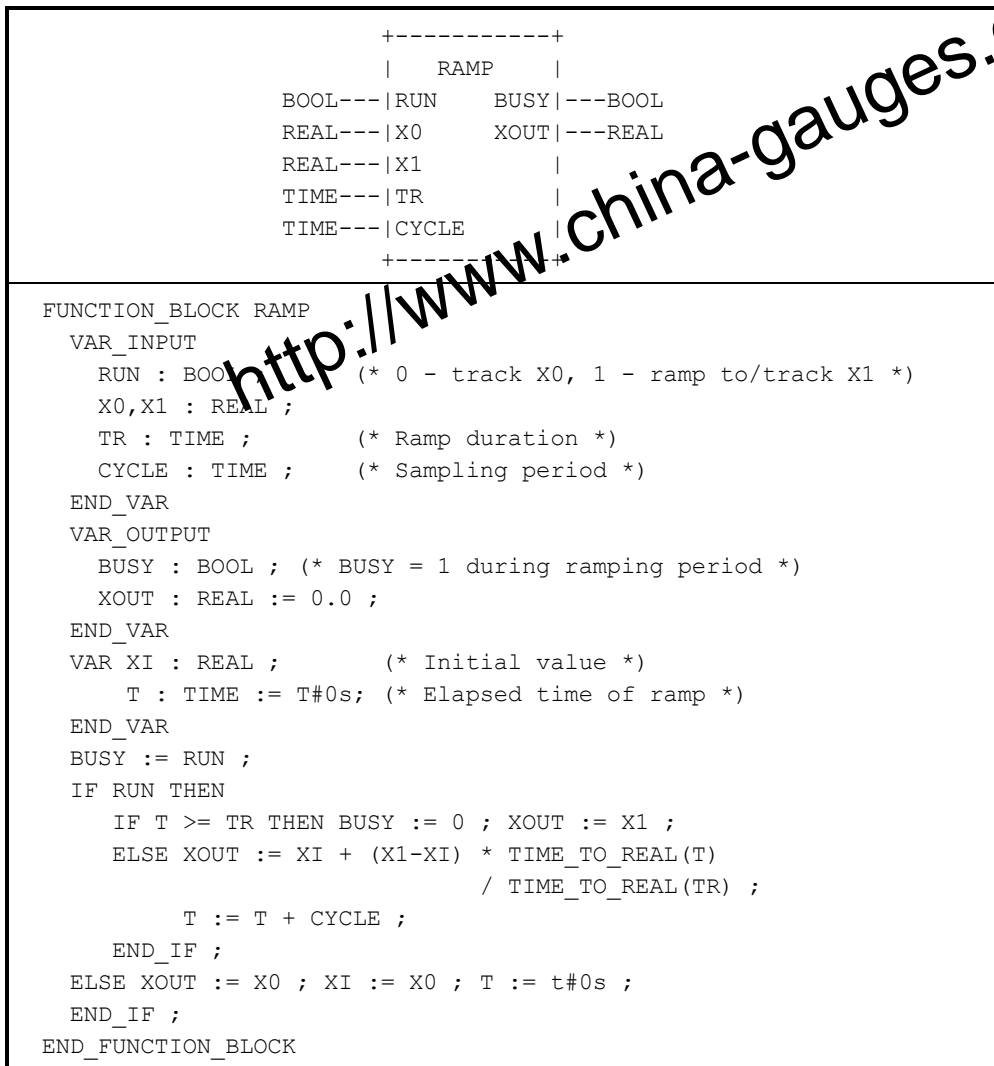 +-----------+
|   RAMP    |
BOOL---|RUN    BUSY|---BOOL
REAL---|X0     XOUT|---REAL
REAL---|X1         |
TIME---|TR         |
TIME---|CYCLE      |
+-----------+
http://www.china-gauges.
FUNCTION_BLOCK RAMP
VAR_INPUT
RUN : BOOL ; (* 0 - track X0, 1 - ramp to/track X1 *)
X0,X1 : REAL ;
TR : TIME ; (* Ramp duration *)
CYCLE : TIME ; (* Sampling period *)
END_VAR
VAR_OUTPUT
BUSY : BOOL ; (* BUSY = 1 during ramping period *)
XOUT : REAL := 0.0 ;
END_VAR
VAR XI : REAL ; (* Initial value *)
T : TIME := T#0s; (* Elapsed time of ramp *)
END_VAR
BUSY := RUN ;
IF RUN THEN
IF T >= TR THEN BUSY := 0 ; XOUT := X1 ;
ELSE XOUT := XI + (X1-XI) * TIME_TO_REAL(T)
/ TIME_TO_REAL(TR) ;
T := T + CYCLE ;
END_IF ;
ELSE XOUT := X0 ; XI := X0 ; T := t#0s ;
END_IF ;
END_FUNCTION_BLOCK